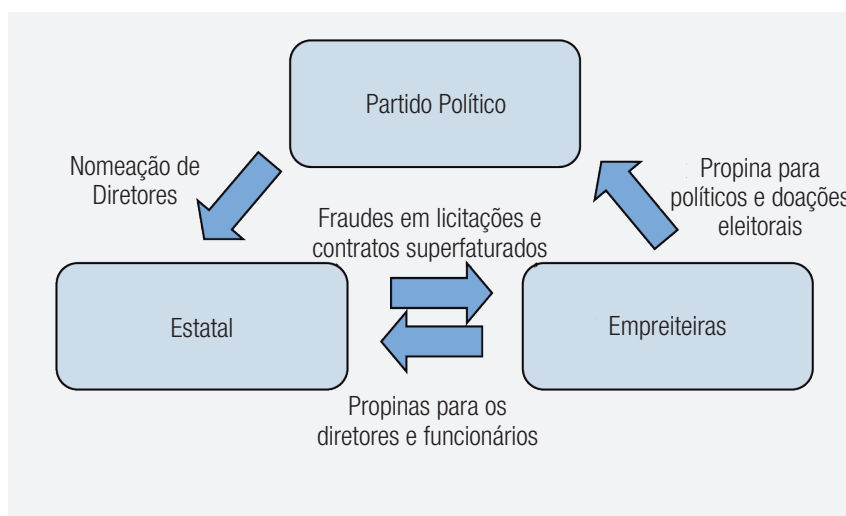 Partido Político
Nomeação de
Diretores
Propina para
políticos e doações
eleitorais
Fraudes em licitações e
contratos superfaturados
Estatal
Empreiteiras
Propinas para os
diretores e funcionários